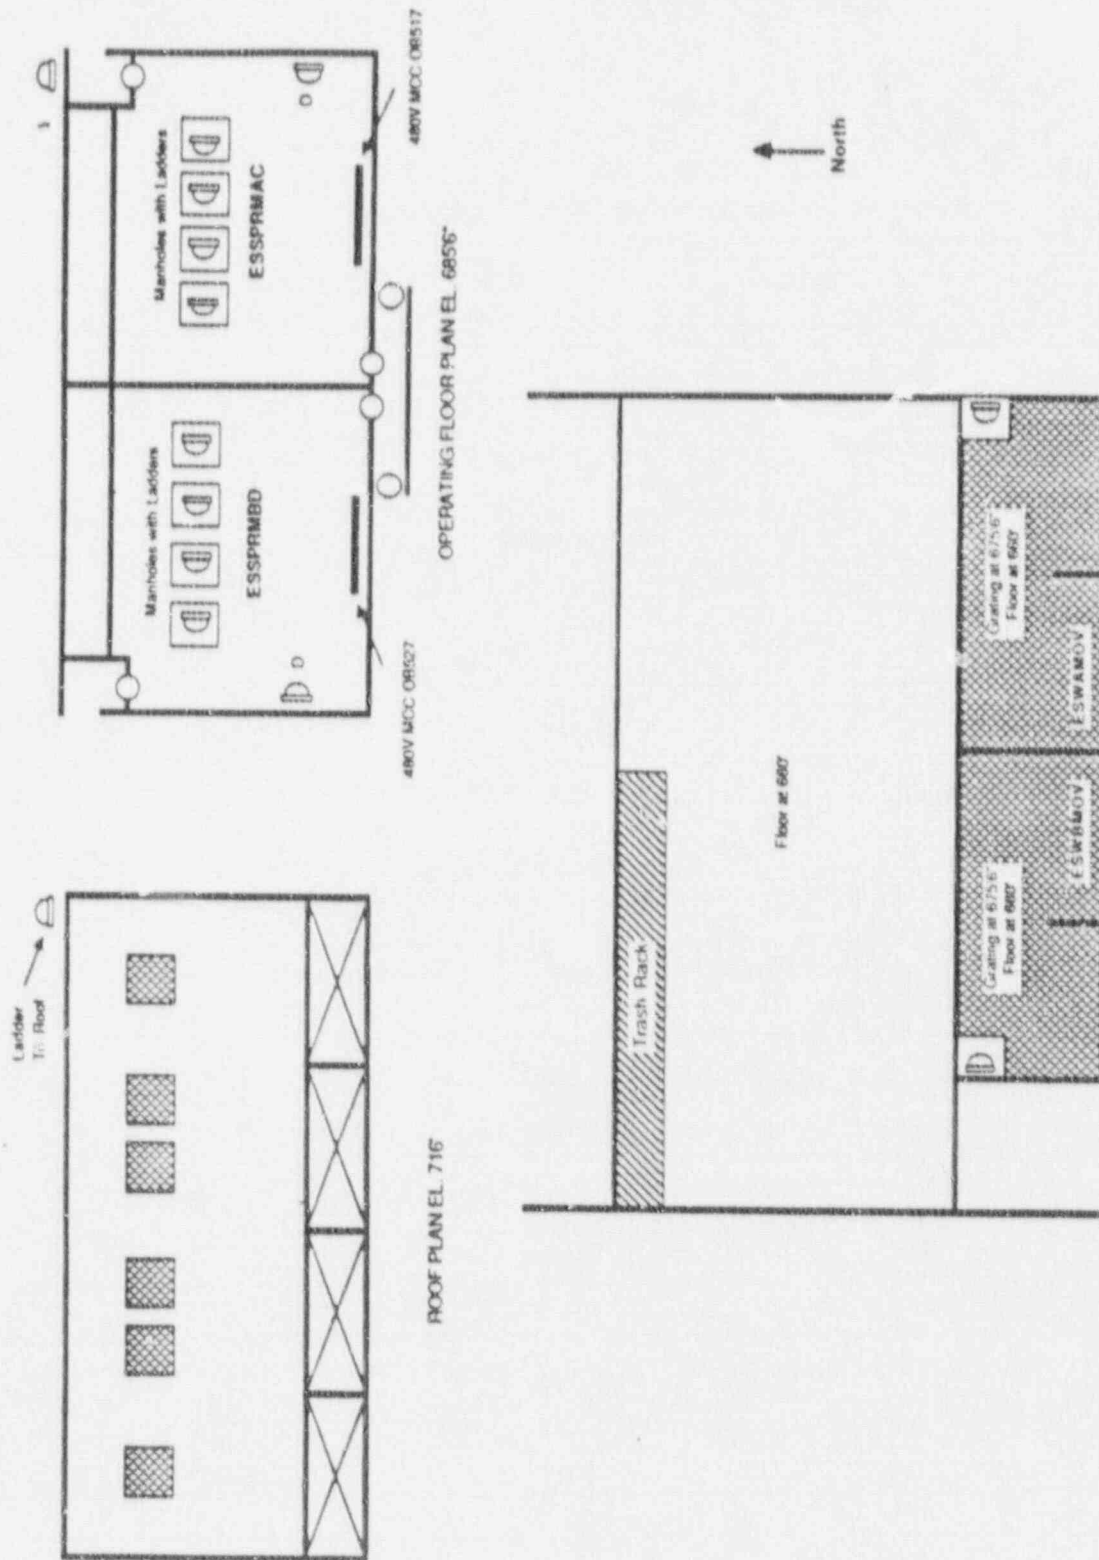 Ladder
To Roof
ROOF PLAN EL. 716'
Manholes with Ladders
ESSPRMBD
Manholes with Ladders
ESSPRMAC
480V MCC OB527
480V MCC OB517
OPERATING FLOOR PLAN EL. 685'6"
North
Trash Rack
Floor at 660'
Grating at 675'6"
Floor at 660'
ESWBMOV
Grating at 675'6"
Floor at 660'
ESWAMOV